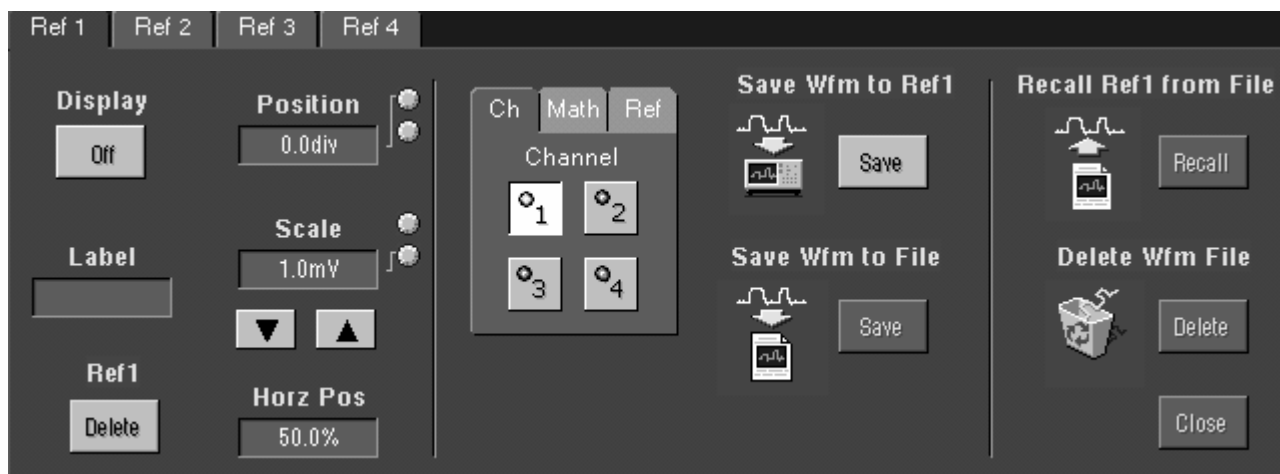 Ref 1 Ref 2 Ref 3 Ref 4
Display
Off
Label
Ref1
Delete
Position
0.0div
Scale
1.0mV
Horz Pos
50.0%
Ch Math Ref
Channel
1 2
3 4
Save Wfm to Ref1
Save
Save Wfm to File
Save
Recall Ref1 from File
Recall
Delete Wfm File
Delete
Close